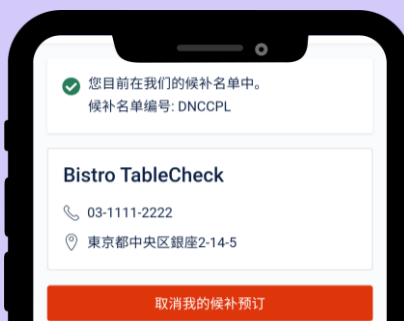 您目前在我们的候补名单中。
候补名单编号: DNCCPL
Bistro TableCheck
03-1111-2222
東京都中央区銀座2-14-5
取消我的候补预订